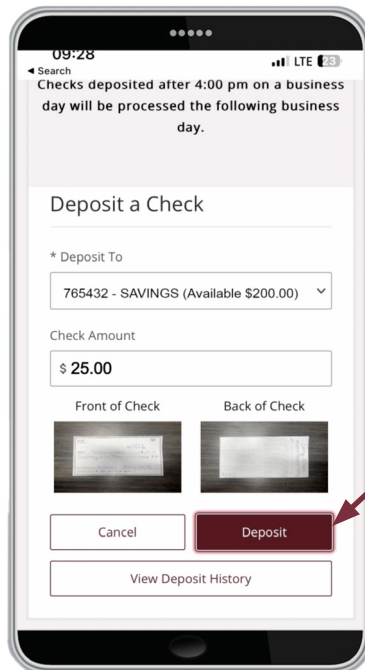 09:28
LTE 23
◀ Search
Checks deposited after 4:00 pm on a business
day will be processed the following business
day.
Deposit a Check
* Deposit To
765432 - SAVINGS (Available $200.00)
Check Amount
$ 25.00
Front of Check Back of Check
Cancel Deposit
View Deposit History